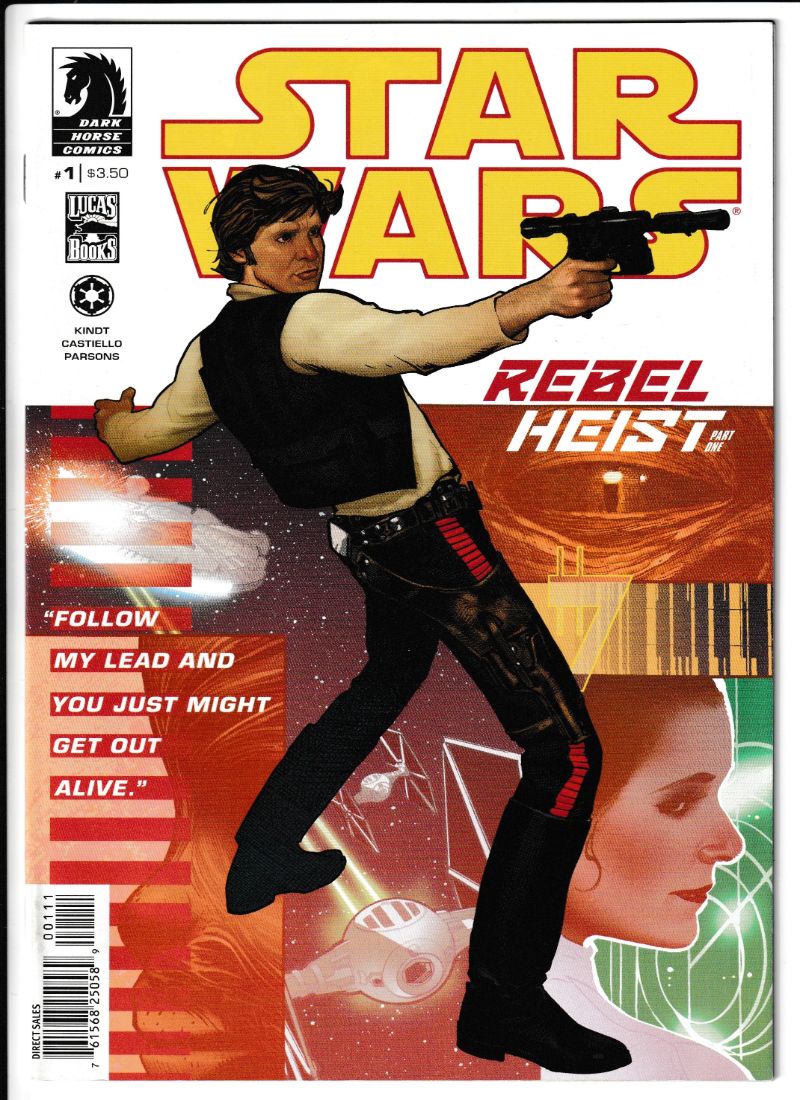 DARK
HORSE
COMICS
#1 | $3.50
LUCAS
BOOKS
KINDT
CASTIELLO
PARSONS
STAR
WARS®
REBEL
HEIST PART
ONE
"FOLLOW
MY LEAD AND
YOU JUST MIGHT
GET OUT
ALIVE."
00111
DIRECT SALES
7 61568 25058 9